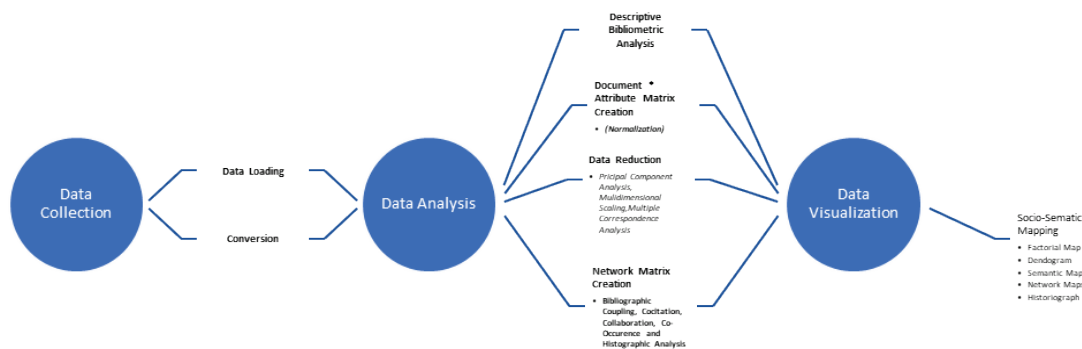 Data
Collection
Data Loading
Conversion
Data Analysis
Descriptive
Bibliometric
Analysis
Document *
Attribute Matrix
Creation
• (Normalization)
Data Reduction
• Pricipal Component
Analysis,
Mulidimensional
Scaling,Multiple
Correspondence
Analysis
Network Matrix
Creation
• Bibliographic
Coupling, Cocitation,
Collaboration, Co-
Occurence and
Histographic Analysis
Data
Visualization
Socio-Sematic
Mapping
• Factorial Map
• Dendogram
• Semantic Map
• Network Map
• Historiograph